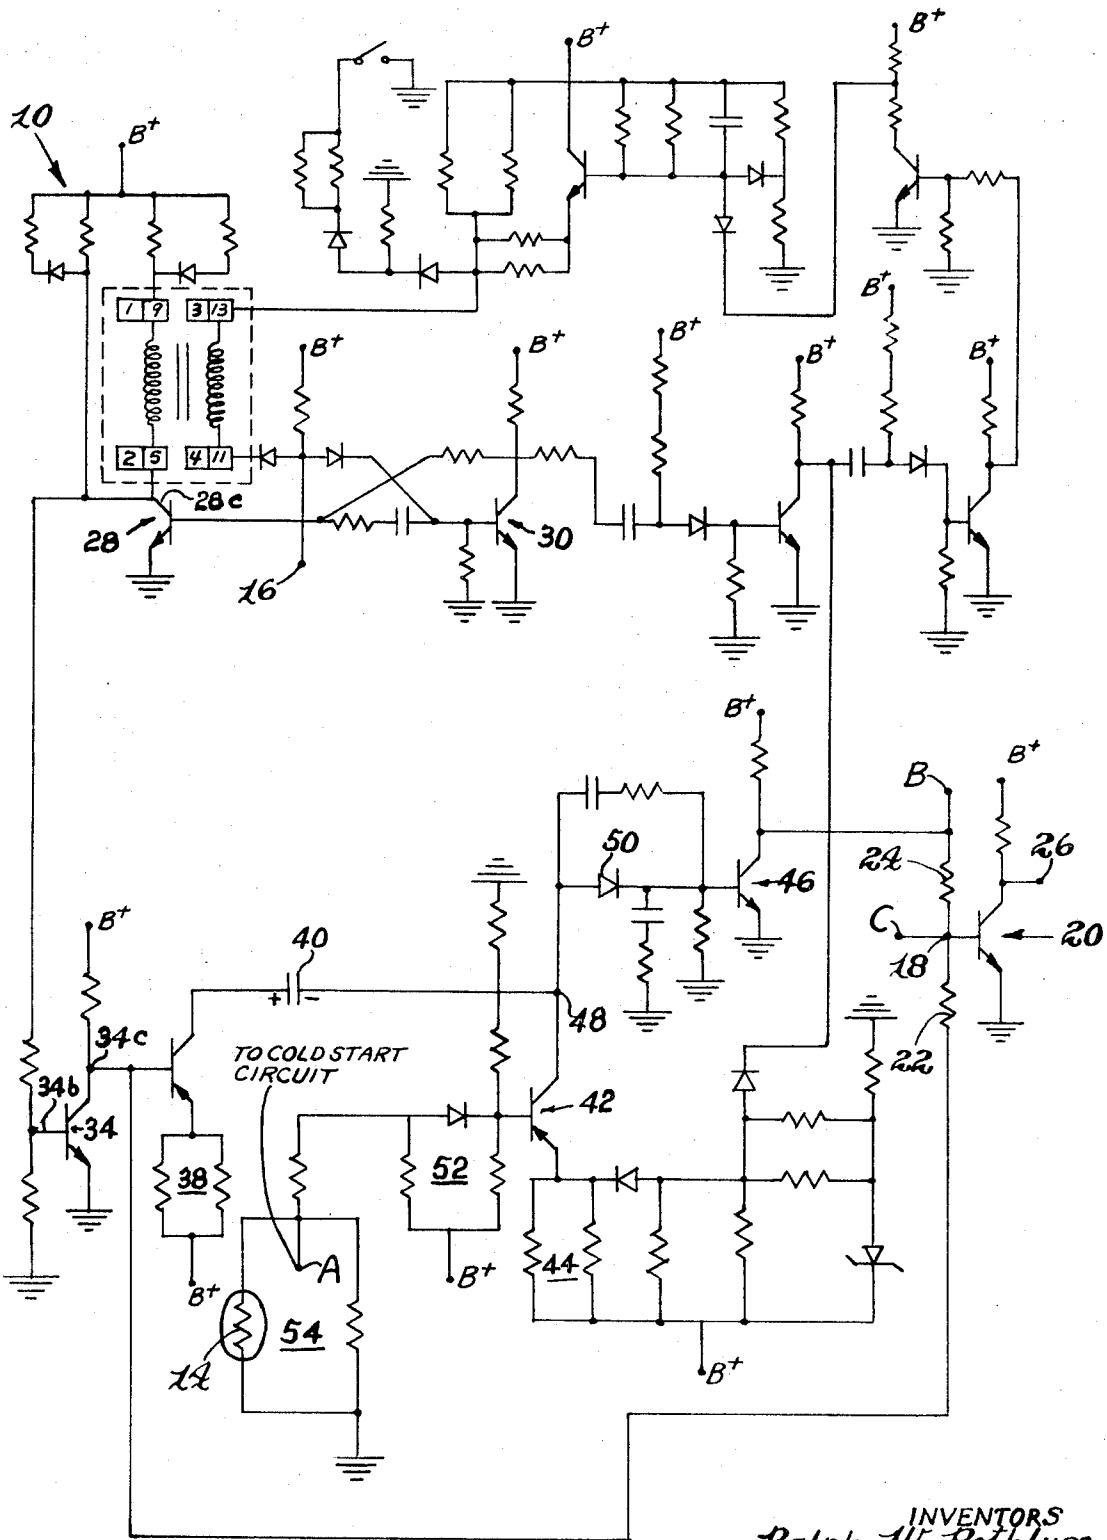 B+
B+
10
B+
1 9 3 13
B+
B+
B+
B+
B+
B+
2 5 4 11
28c
28
16
30
B+
B
B+
50
24
26
46
C
20
18
B+
40
48
22
34c
TO COLD START
CIRCUIT
34b
34
42
38
52
A
B+
B+
44
54
14
B+
INVENTORS
Ralph W.